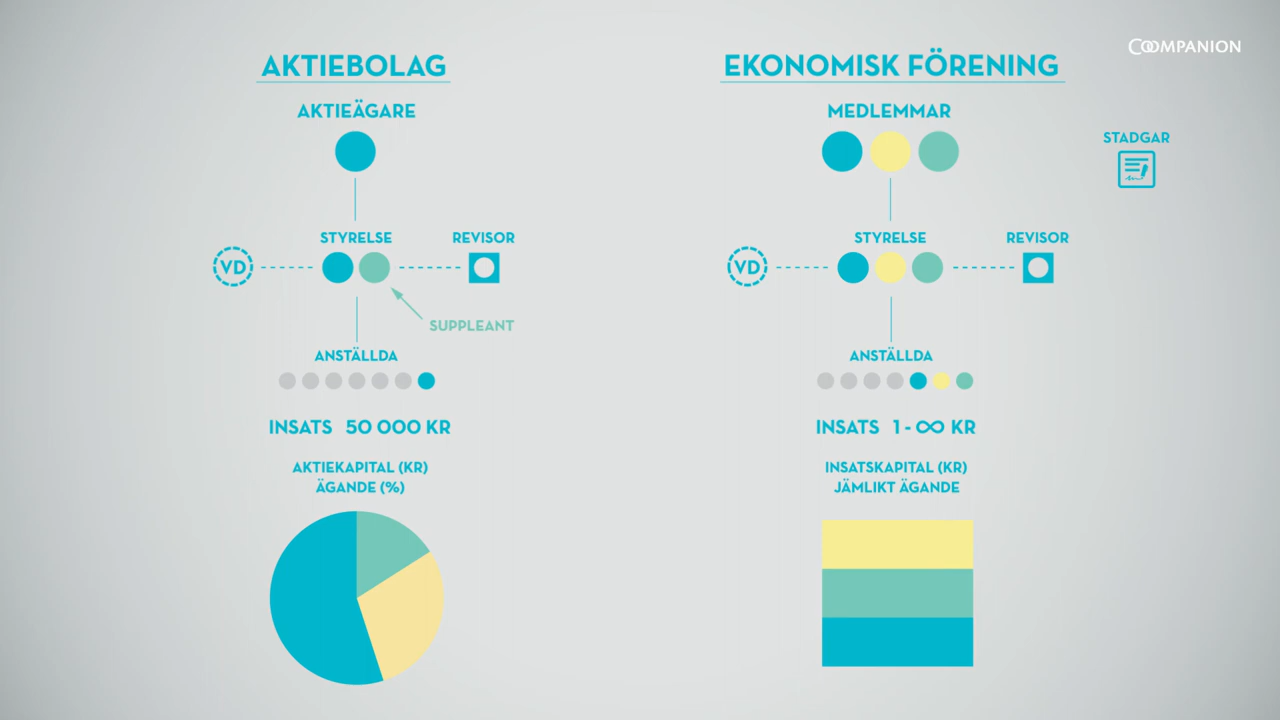 COOMPANION
AKTIEBOLAG
AKTIEÄGARE
STYRELSE
REVISOR
VD
SUPPLEANT
ANSTÄLLDA
INSATS 50 000 KR
AKTIEKAPITAL (KR)
ÄGANDE (%)
EKONOMISK FÖRENING
MEDLEMMAR
STADGAR
STYRELSE
REVISOR
VD
ANSTÄLLDA
INSATS 1 - ∞ KR
INSATSKAPITAL (KR)
JÄMLIKT ÄGANDE